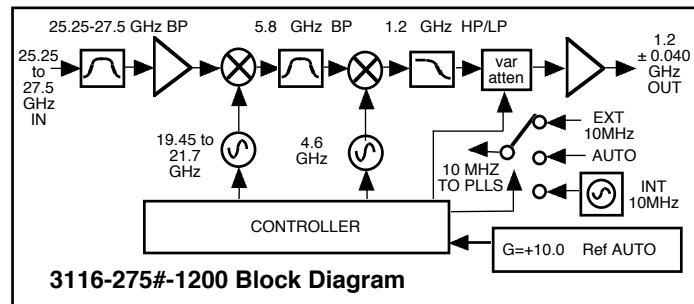 25.25-27.5 GHz BP
5.8 GHz BP
1.2 GHz HP/LP
25.25
to
27.5
GHz
IN
var
atten
1.2
± 0.040
GHz
OUT
19.45 to
21.7
GHz
4.6
GHz
10 MHZ
TO PLLS
EXT
10MHz
AUTO
INT
10MHz
CONTROLLER
G=+10.0 Ref AUTO
3116-275#-1200 Block Diagram